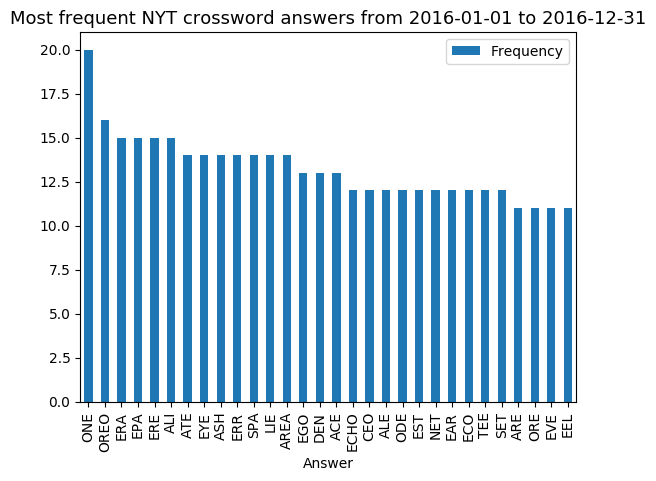 Most frequent NYT crossword answers from 2016-01-01 to 2016-12-31
Frequency
20.0
17.5
15.0
12.5
10.0
7.5
5.0
2.5
0.0
ONE
OREO
ERA
EPA
ERE
ALI
ATE
EYE
ASH
ERR
SPA
LIE
AREA
EGO
DEN
ACE
ECHO
CEO
ALE
ODE
EST
NET
EAR
ECO
TEE
SET
ARE
ORE
EVE
EEL
Answer